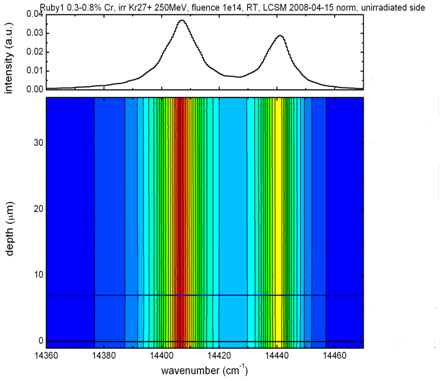 Ruby1 0.3-0.8% Cr, irr Kr27+ 250MeV, fluence 1e14, RT, LCSM 2008-04-15 norm, unirradiated side
intensity (a.u.)
0.04
0.03
0.02
0.01
0.00
depth (µm)
30
20
10
0
14360 14380 14400 14420 14440 14460
wavenumber (cm⁻¹)